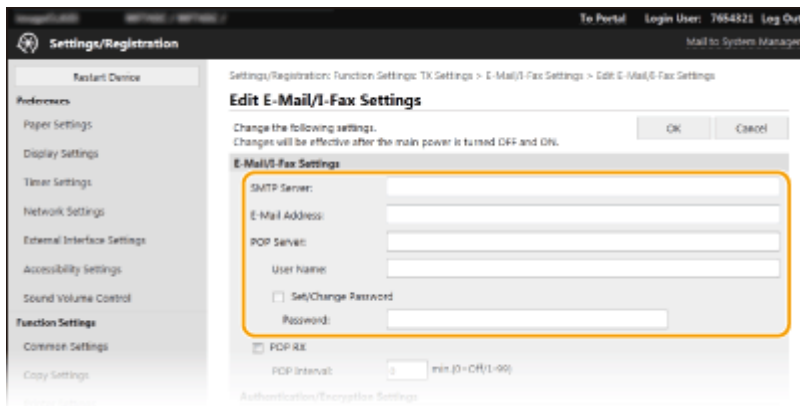 To Portal Login User: 7654321 Log Out
Settings/Registration
Mail to System Manager
Restart Device
Preferences
Paper Settings
Display Settings
Timer Settings
Network Settings
External Interface Settings
Accessibility Settings
Sound Volume Control
Function Settings
Common Settings
Copy Settings
Settings/Registration: Function Settings: TX Settings > E-Mail/I-Fax Settings > Edit E-Mail/I-Fax Settings
Edit E-Mail/I-Fax Settings
Change the following settings.
Changes will be effective after the main power is turned OFF and ON.
OK Cancel
E-Mail/I-Fax Settings
SMTP Server:
E-Mail Address:
POP Server:
User Name:
Set/Change Password
Password:
POP RX
POP Interval: 0 min.(0=Off/1-99)
Authentication/Encryption Settings